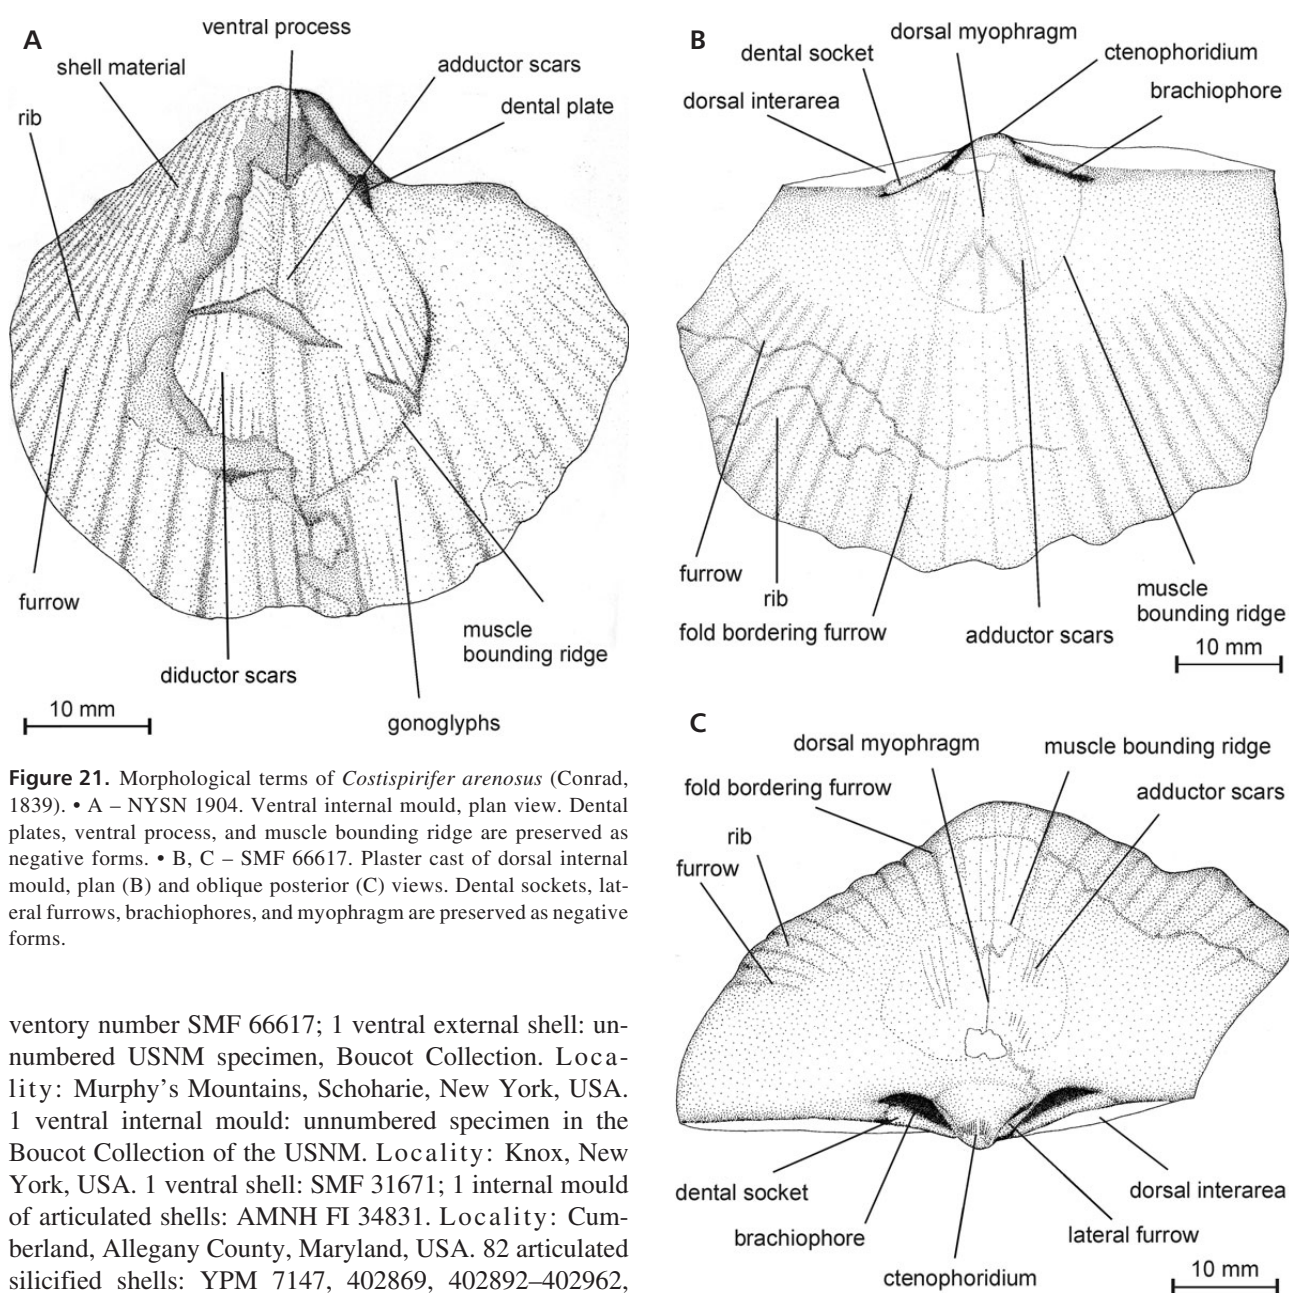 A
ventral process
shell material
adductor scars
rib
dental plate
furrow
muscle
bounding ridge
diductor scars
gonoglyphs
10 mm
Figure 21. Morphological terms of Costispirifer arenosus (Conrad,
1839). • A – NYSN 1904. Ventral internal mould, plan view. Dental
plates, ventral process, and muscle bounding ridge are preserved as
negative forms. • B, C – SMF 66617. Plaster cast of dorsal internal
mould, plan (B) and oblique posterior (C) views. Dental sockets, lat-
eral furrows, brachiophores, and myophragm are preserved as negative
forms.
ventory number SMF 66617; 1 ventral external shell: un-
numbered USNM specimen, Boucot Collection. Loca-
lity: Murphy's Mountains, Schoharie, New York, USA.
1 ventral internal mould: unnumbered specimen in the
Boucot Collection of the USNM. Locality: Knox, New
York, USA. 1 ventral shell: SMF 31671; 1 internal mould
of articulated shells: AMNH FI 34831. Locality: Cum-
berland, Allegany County, Maryland, USA. 82 articulated
silicified shells: YPM 7147, 402869, 402892–402962,
B
dorsal myophragm
dental socket
ctenophoridium
dorsal interarea
brachiophore
furrow
rib
fold bordering furrow
adductor scars
muscle
bounding ridge
10 mm
C
dorsal myophragm
muscle bounding ridge
fold bordering furrow
adductor scars
rib
furrow
dental socket
dorsal interarea
brachiophore
lateral furrow
ctenophoridium
10 mm